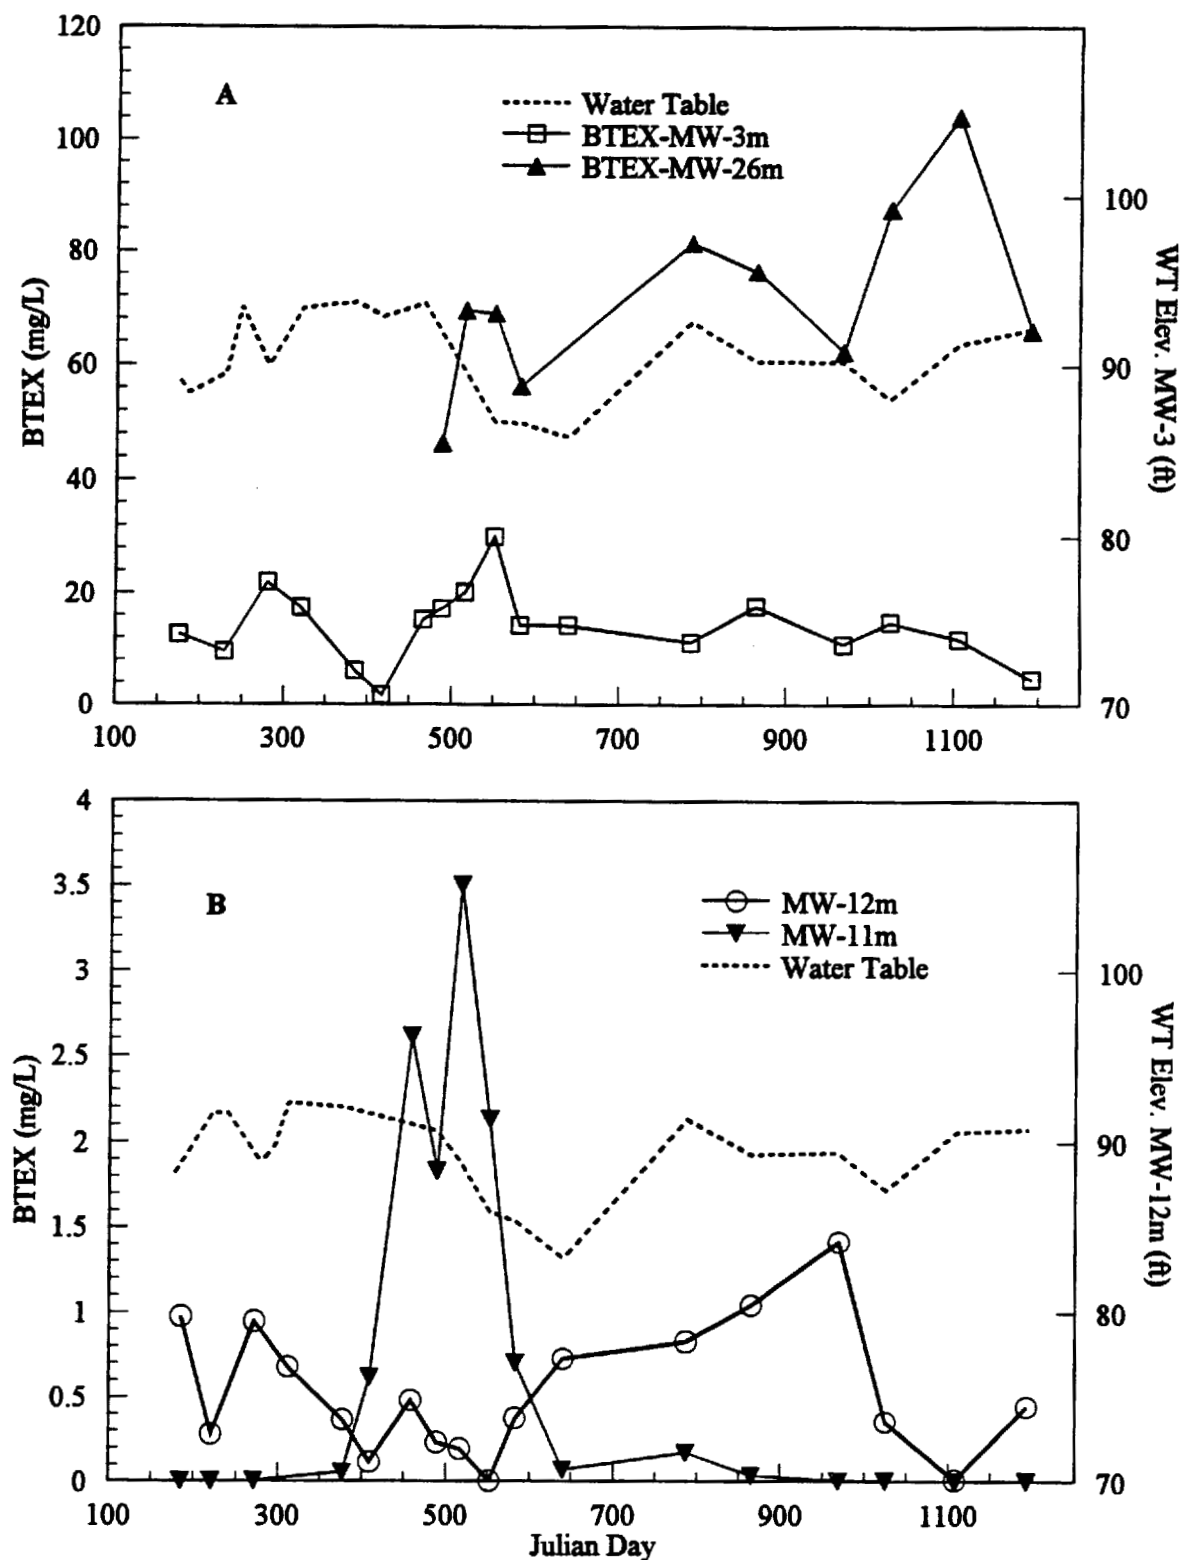 A
Water Table
BTEX-MW-3m
BTEX-MW-26m
120
100
80
60
40
20
0
BTEX (mg/L)
100
90
80
70
WT Elev. MW-3 (ft)
100 300 500 700 900 1100
B
MW-12m
MW-11m
Water Table
4
3.5
3
2.5
2
1.5
1
0.5
0
BTEX (mg/L)
100
90
80
70
WT Elev. MW-12m (ft)
100 300 500 700 900 1100
Julian Day